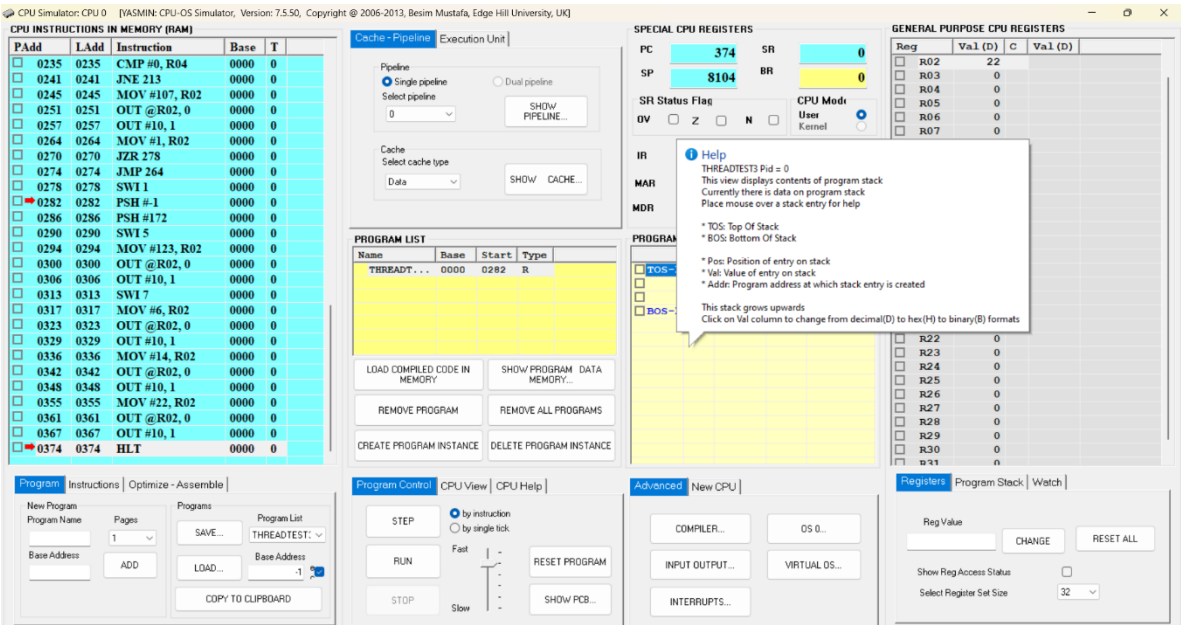 CPU Simulator: CPU 0 [YASMIN: CPU-OS Simulator, Version: 7.5.50, Copyright @ 2006-2013, Besim Mustafa, Edge Hill University, UK]
CPU INSTRUCTIONS IN MEMORY (RAM)
PAdd LAdd Instruction Base T
0235 0235 CMP #0, R04 0000 0
0241 0241 JNE 213 0000 0
0245 0245 MOV #107, R02 0000 0
0251 0251 OUT @R02, 0 0000 0
0257 0257 OUT #10, 1 0000 0
0264 0264 MOV #1, R02 0000 0
0270 0270 JZR 278 0000 0
0274 0274 JMP 264 0000 0
0278 0278 SWI 1 0000 0
0282 0282 PSH #-1 0000 0
0286 0286 PSH #172 0000 0
0290 0290 SWI 5 0000 0
0294 0294 MOV #123, R02 0000 0
0300 0300 OUT @R02, 0 0000 0
0306 0306 OUT #10, 1 0000 0
0313 0313 SWI 7 0000 0
0317 0317 MOV #6, R02 0000 0
0323 0323 OUT @R02, 0 0000 0
0329 0329 OUT #10, 1 0000 0
0336 0336 MOV #14, R02 0000 0
0342 0342 OUT @R02, 0 0000 0
0348 0348 OUT #10, 1 0000 0
0355 0355 MOV #22, R02 0000 0
0361 0361 OUT @R02, 0 0000 0
0367 0367 OUT #10, 1 0000 0
0374 0374 HLT 0000 0
Program Instructions Optimize - Assemble
New Program
Program Name Pages
1
Base Address
ADD
Programs
SAVE...
Program List
THREADTEST:
LOAD...
Base Address
-1
COPY TO CLIPBOARD
Cache - Pipeline Execution Unit
Pipeline
Single pipeline Dual pipeline
Select pipeline
0
SHOW
PIPELINE...
Cache
Select cache type
Data
SHOW CACHE...
PROGRAM LIST
Name Base Start Type
THREADT... 0000 0282 R
LOAD COMPILED CODE IN
MEMORY
SHOW PROGRAM DATA
MEMORY...
REMOVE PROGRAM
REMOVE ALL PROGRAMS
CREATE PROGRAM INSTANCE
DELETE PROGRAM INSTANCE
Program Control CPU View CPU Help
STEP
by instruction
by single tick
RUN
Fast
RESET PROGRAM
STOP
Slow
SHOW PCB...
SPECIAL CPU REGISTERS
PC 374 SR 0
SP 8104 BR 0
SR Status Flag
OV Z N
CPU Mode
User
Kernel
IR
MAR
MDR
PROGRAM
TOS-
BOS-
Help
THREADTEST3 Pid = 0
This view displays contents of program stack
Currently there is data on program stack
Place mouse over a stack entry for help
* TOS: Top Of Stack
* BOS: Bottom Of Stack
* Pos: Position of entry on stack
* Val: Value of entry on stack
* Addr: Program address at which stack entry is created
This stack grows upwards
Click on Val column to change from decimal(D) to hex(H) to binary(B) formats
Advanced New CPU
COMPILER...
OS 0...
INPUT OUTPUT...
VIRTUAL OS...
INTERRUPTS...
GENERAL PURPOSE CPU REGISTERS
Reg Val (D) C Val (D)
R02 22
R03 0
R04 0
R05 0
R06 0
R07 0
R22 0
R23 0
R24 0
R25 0
R26 0
R27 0
R28 0
R29 0
R30 0
R31 0
Registers Program Stack Watch
Reg Value
CHANGE
RESET ALL
Show Reg Access Status
Select Register Set Size
32